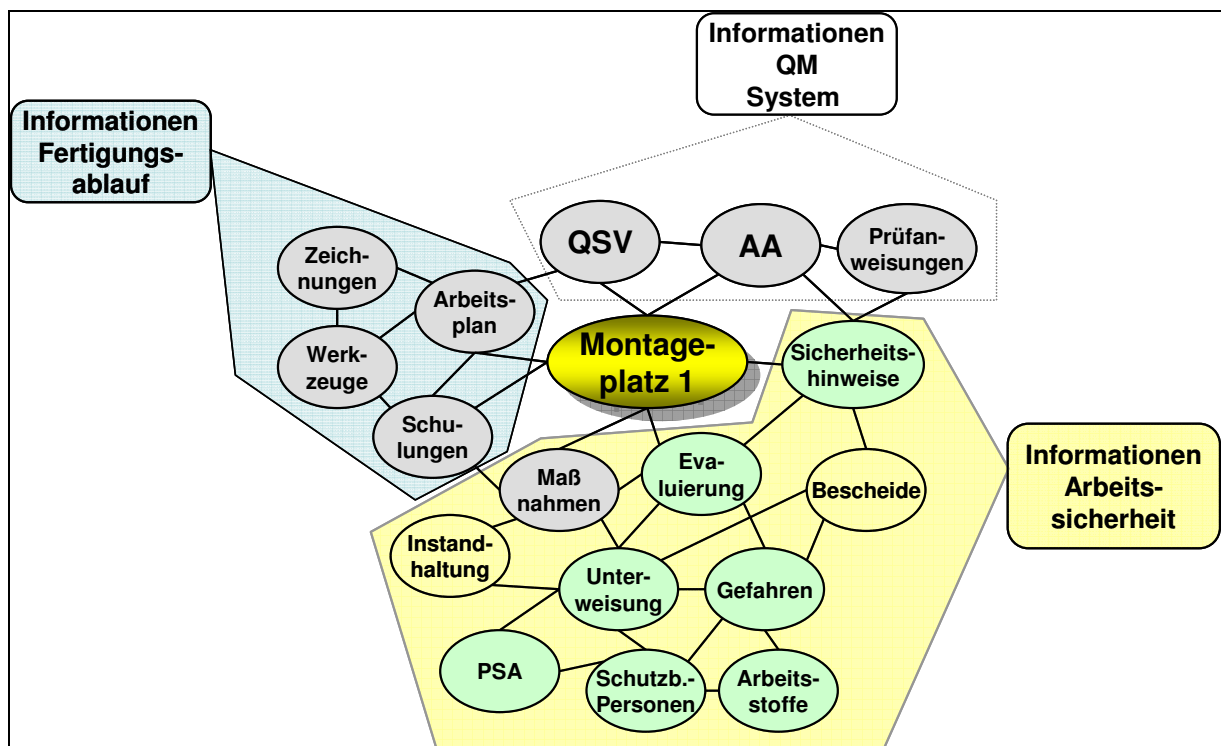 Informationen
QM
System
Informationen
Fertigungs-
ablauf
QSV
AA
Prüfan-
weisungen
Zeich-
nungen
Arbeits-
plan
Werk-
zeuge
Schu-
lungen
Montage-
platz 1
Sicherheits-
hinweise
Maß
nahmen
Eva-
luierung
Bescheide
Informationen
Arbeits-
sicherheit
Instand-
haltung
Unter-
weisung
Gefahren
PSA
Schutzb.-
Personen
Arbeits-
stoffe